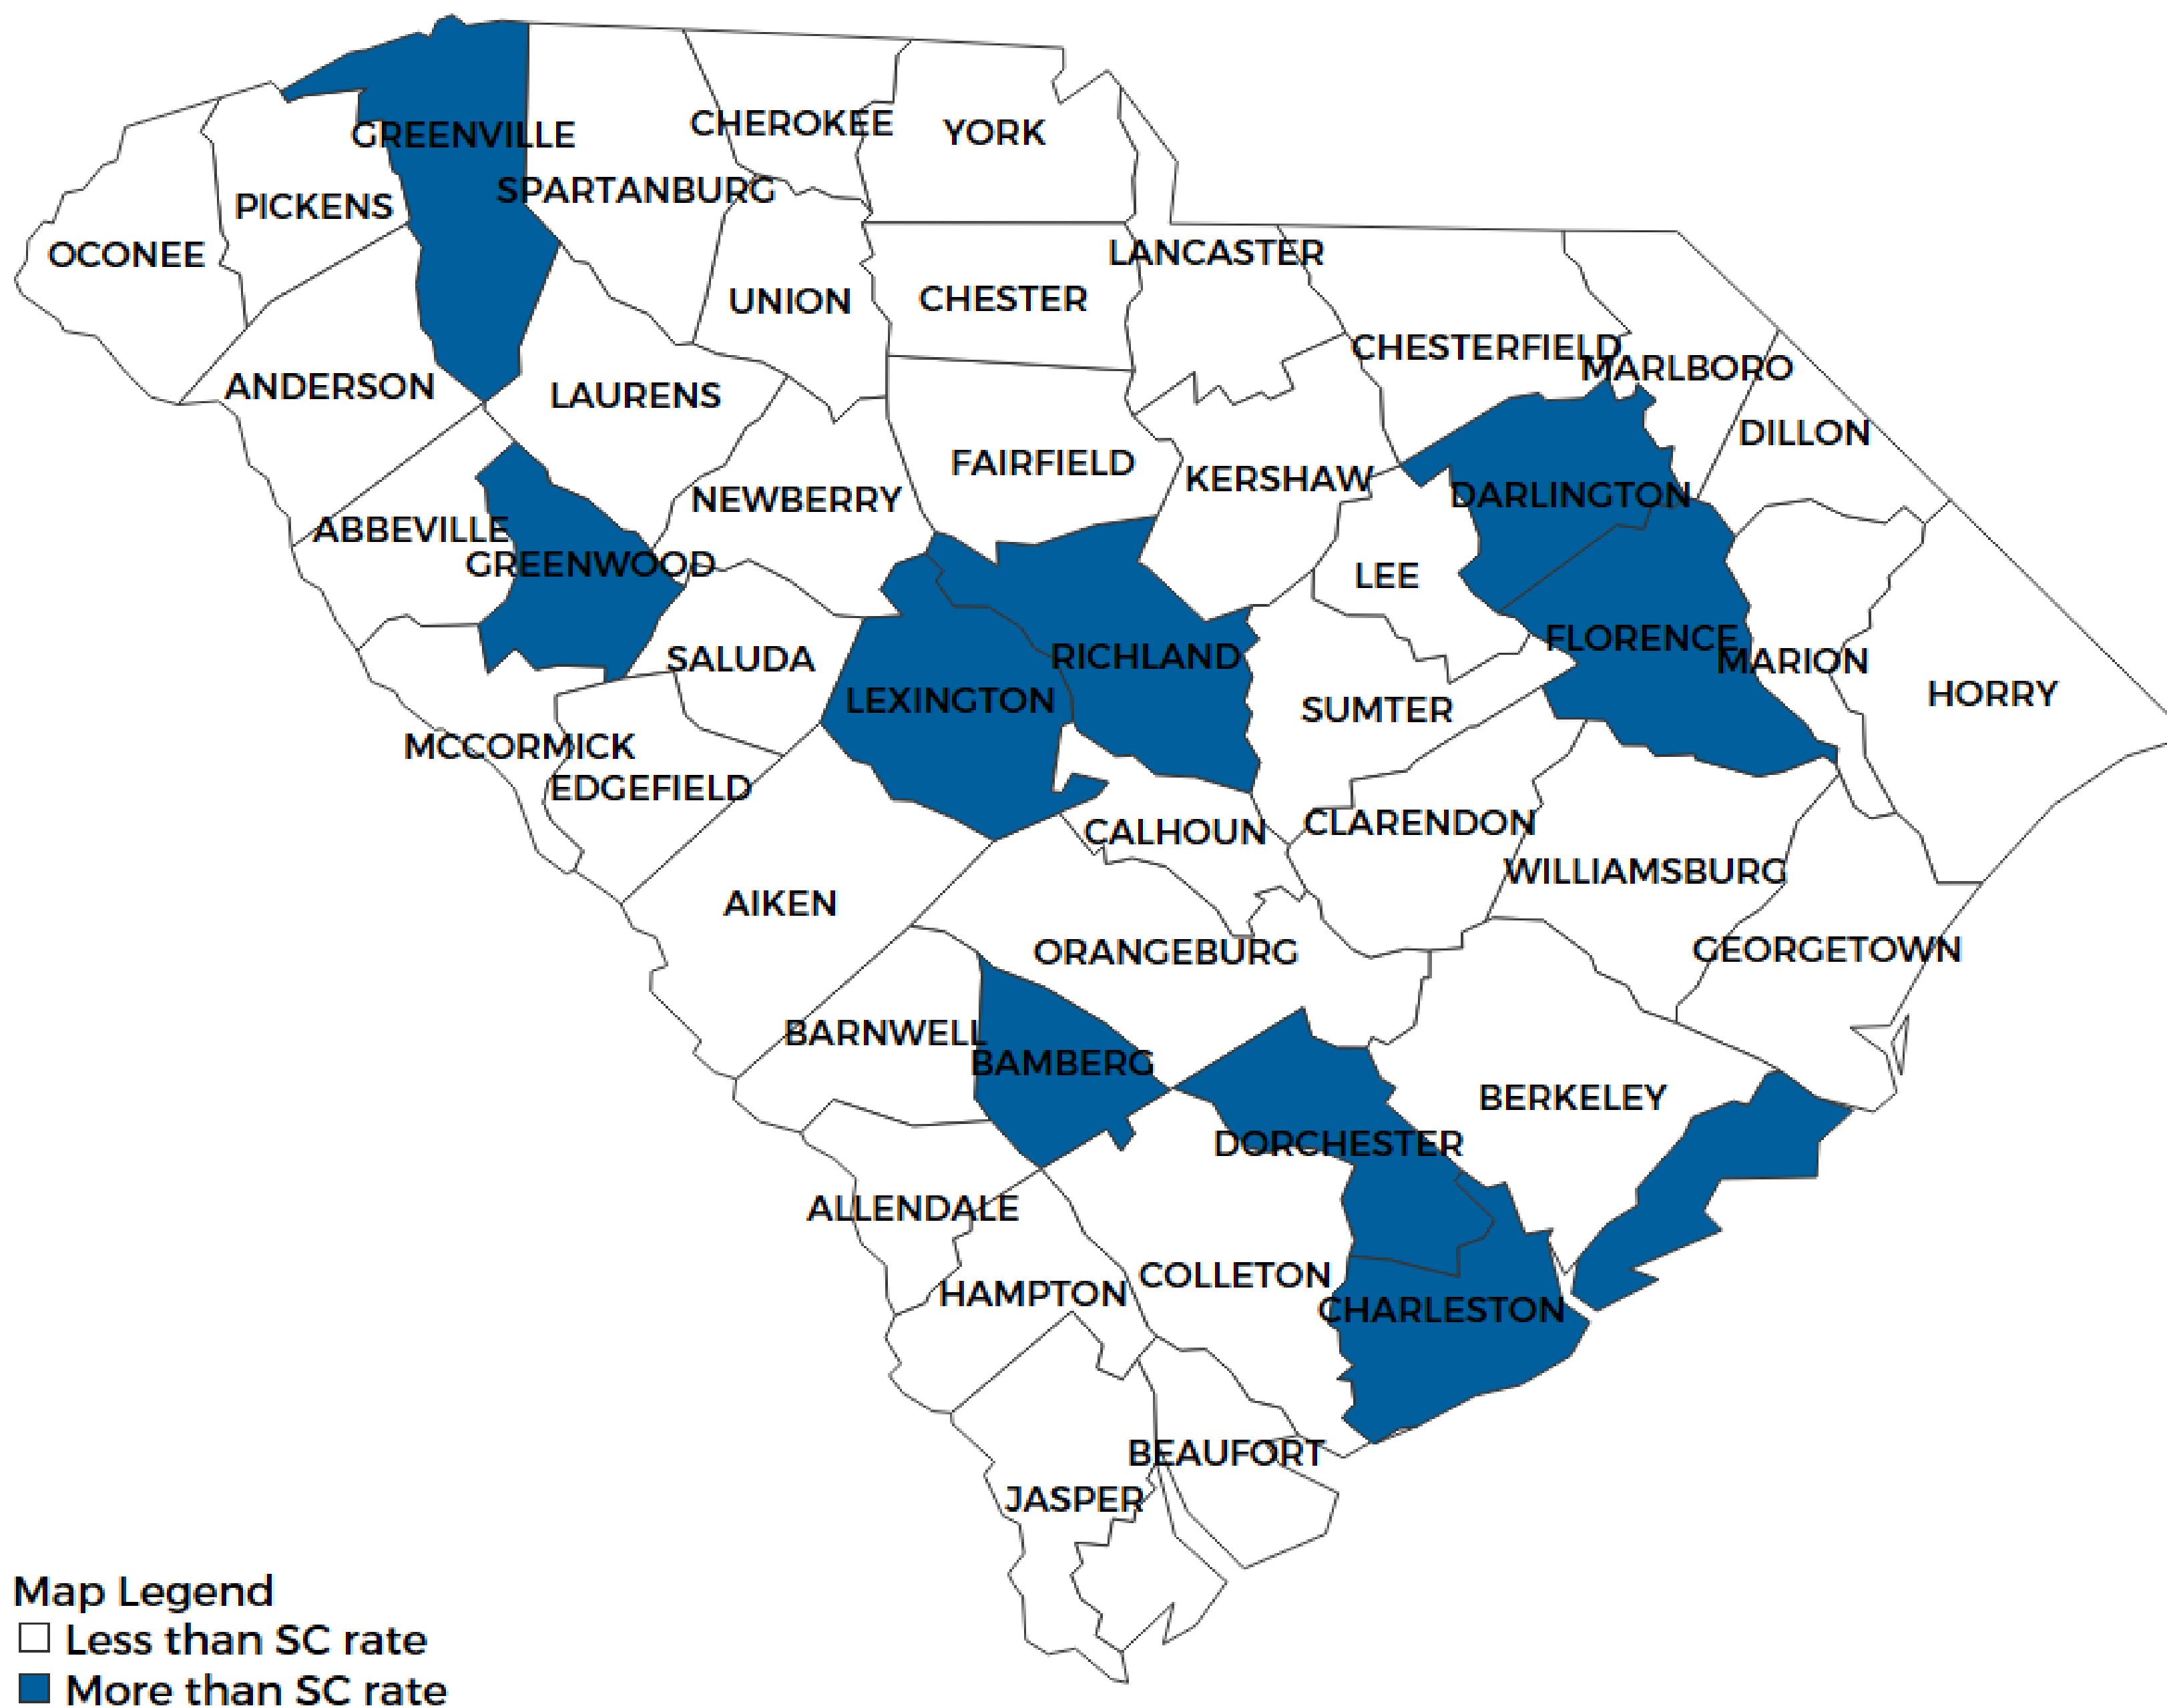 CHEROKEE
YORK
GREENVILLE
SPARTANBURG
PICKENS
OCONEE
LANCASTER
UNION
CHESTER
CHESTERFIELD
MARLBORO
ANDERSON
LAURENS
DILLON
FAIRFIELD
KERSHAW
DARLINGTON
NEWBERRY
ABBEVILLE
GREENWOOD
LEE
FLORENCE
SALUDA
RICHLAND
MARION
HORRY
LEXINGTON
SUMTER
MCCORMICK
EDGEFIELD
CALHOUN
CLARENDON
WILLIAMSBURG
AIKEN
ORANGEBURG
GEORGETOWN
BARNWELL
BAMBERG
BERKELEY
DORCHESTER
ALLENDALE
COLLETON
HAMPTON
CHARLESTON
BEAUFORT
JASPER
Map Legend
Less than SC rate
More than SC rate